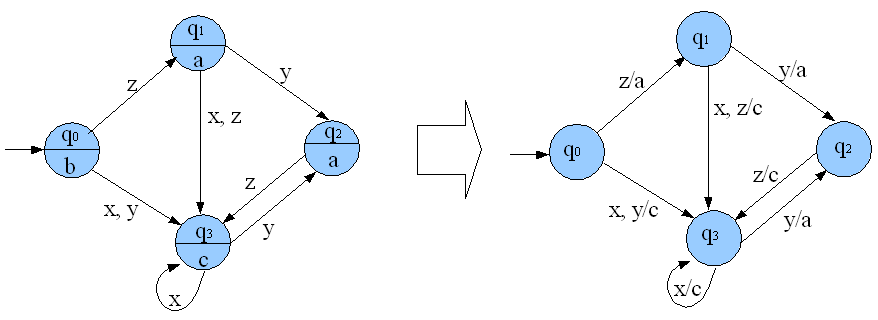 q1
a
z
y
x, z
q0
b
q2
a
z
x, y
q3
c
y
x
q1
z/a
y/a
x, z/c
q0
q2
z/c
x, y/c
q3
y/a
x/c